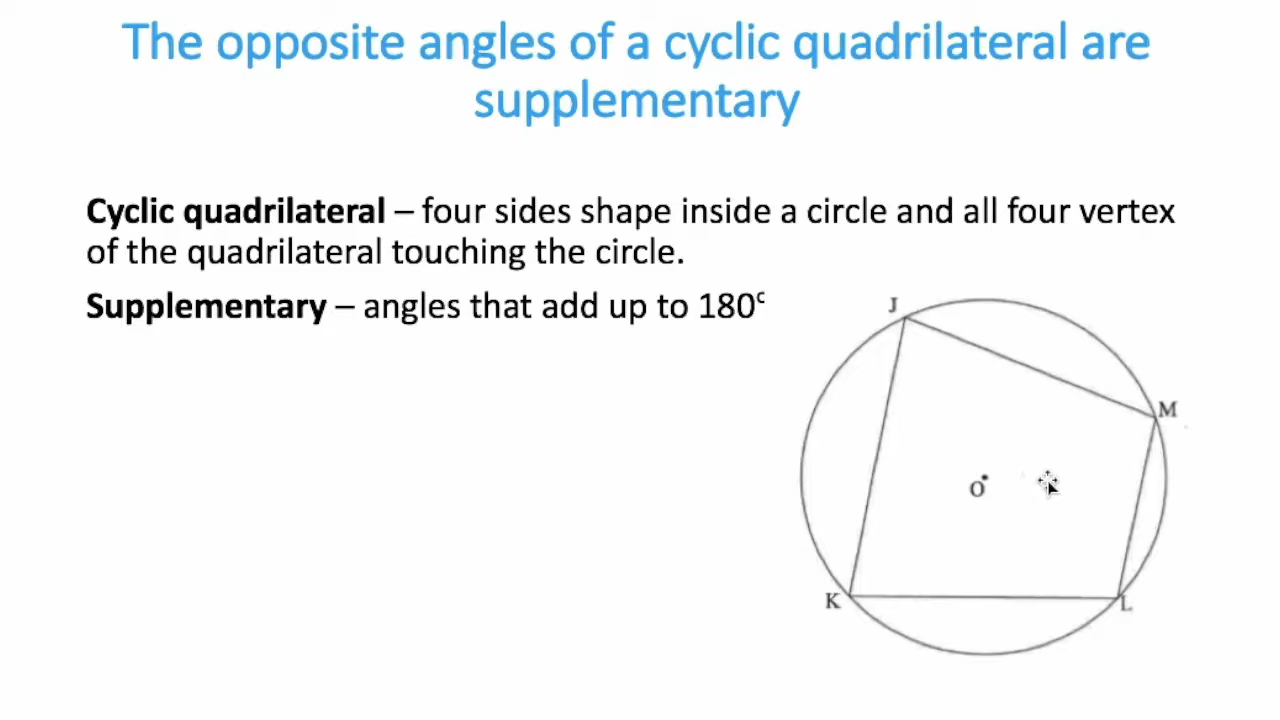 The opposite angles of a cyclic quadrilateral are
supplementary
Cyclic quadrilateral – four sides shape inside a circle and all four vertex
of the quadrilateral touching the circle.
Supplementary – angles that add up to 180ᶜ
J
M
O
K
L